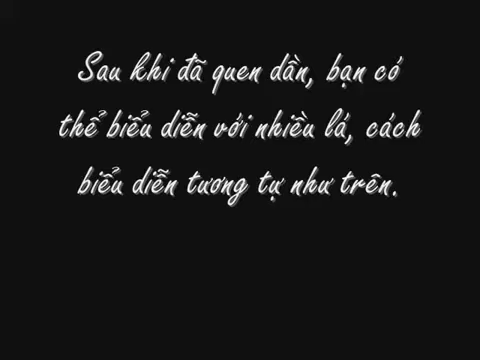 Sau khi đã quen dần, bạn có
thể biểu diễn với nhiều lá, cách
biểu diễn tương tự như trên.